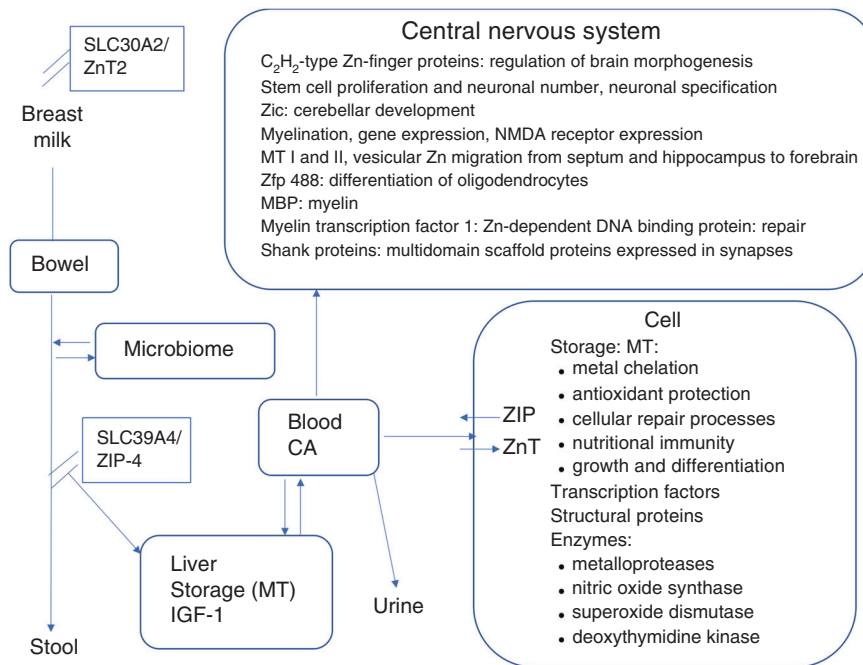 SLC30A2/
ZnT2
Breast
milk
Bowel
Microbiome
SLC39A4/
ZIP-4
Liver
Storage (MT)
IGF-1
Stool
Blood
CA
Urine
Central nervous system
C₂H₂-type Zn-finger proteins: regulation of brain morphogenesis
Stem cell proliferation and neuronal number, neuronal specification
Zic: cerebellar development
Myelination, gene expression, NMDA receptor expression
MT I and II, vesicular Zn migration from septum and hippocampus to forebrain
Zfp 488: differentiation of oligodendrocytes
MBP: myelin
Myelin transcription factor 1: Zn-dependent DNA binding protein: repair
Shank proteins: multidomain scaffold proteins expressed in synapses
ZIP
ZnT
Cell
Storage: MT:
• metal chelation
• antioxidant protection
• cellular repair processes
• nutritional immunity
• growth and differentiation
Transcription factors
Structural proteins
Enzymes:
• metalloproteases
• nitric oxide synthase
• superoxide dismutase
• deoxythymidine kinase